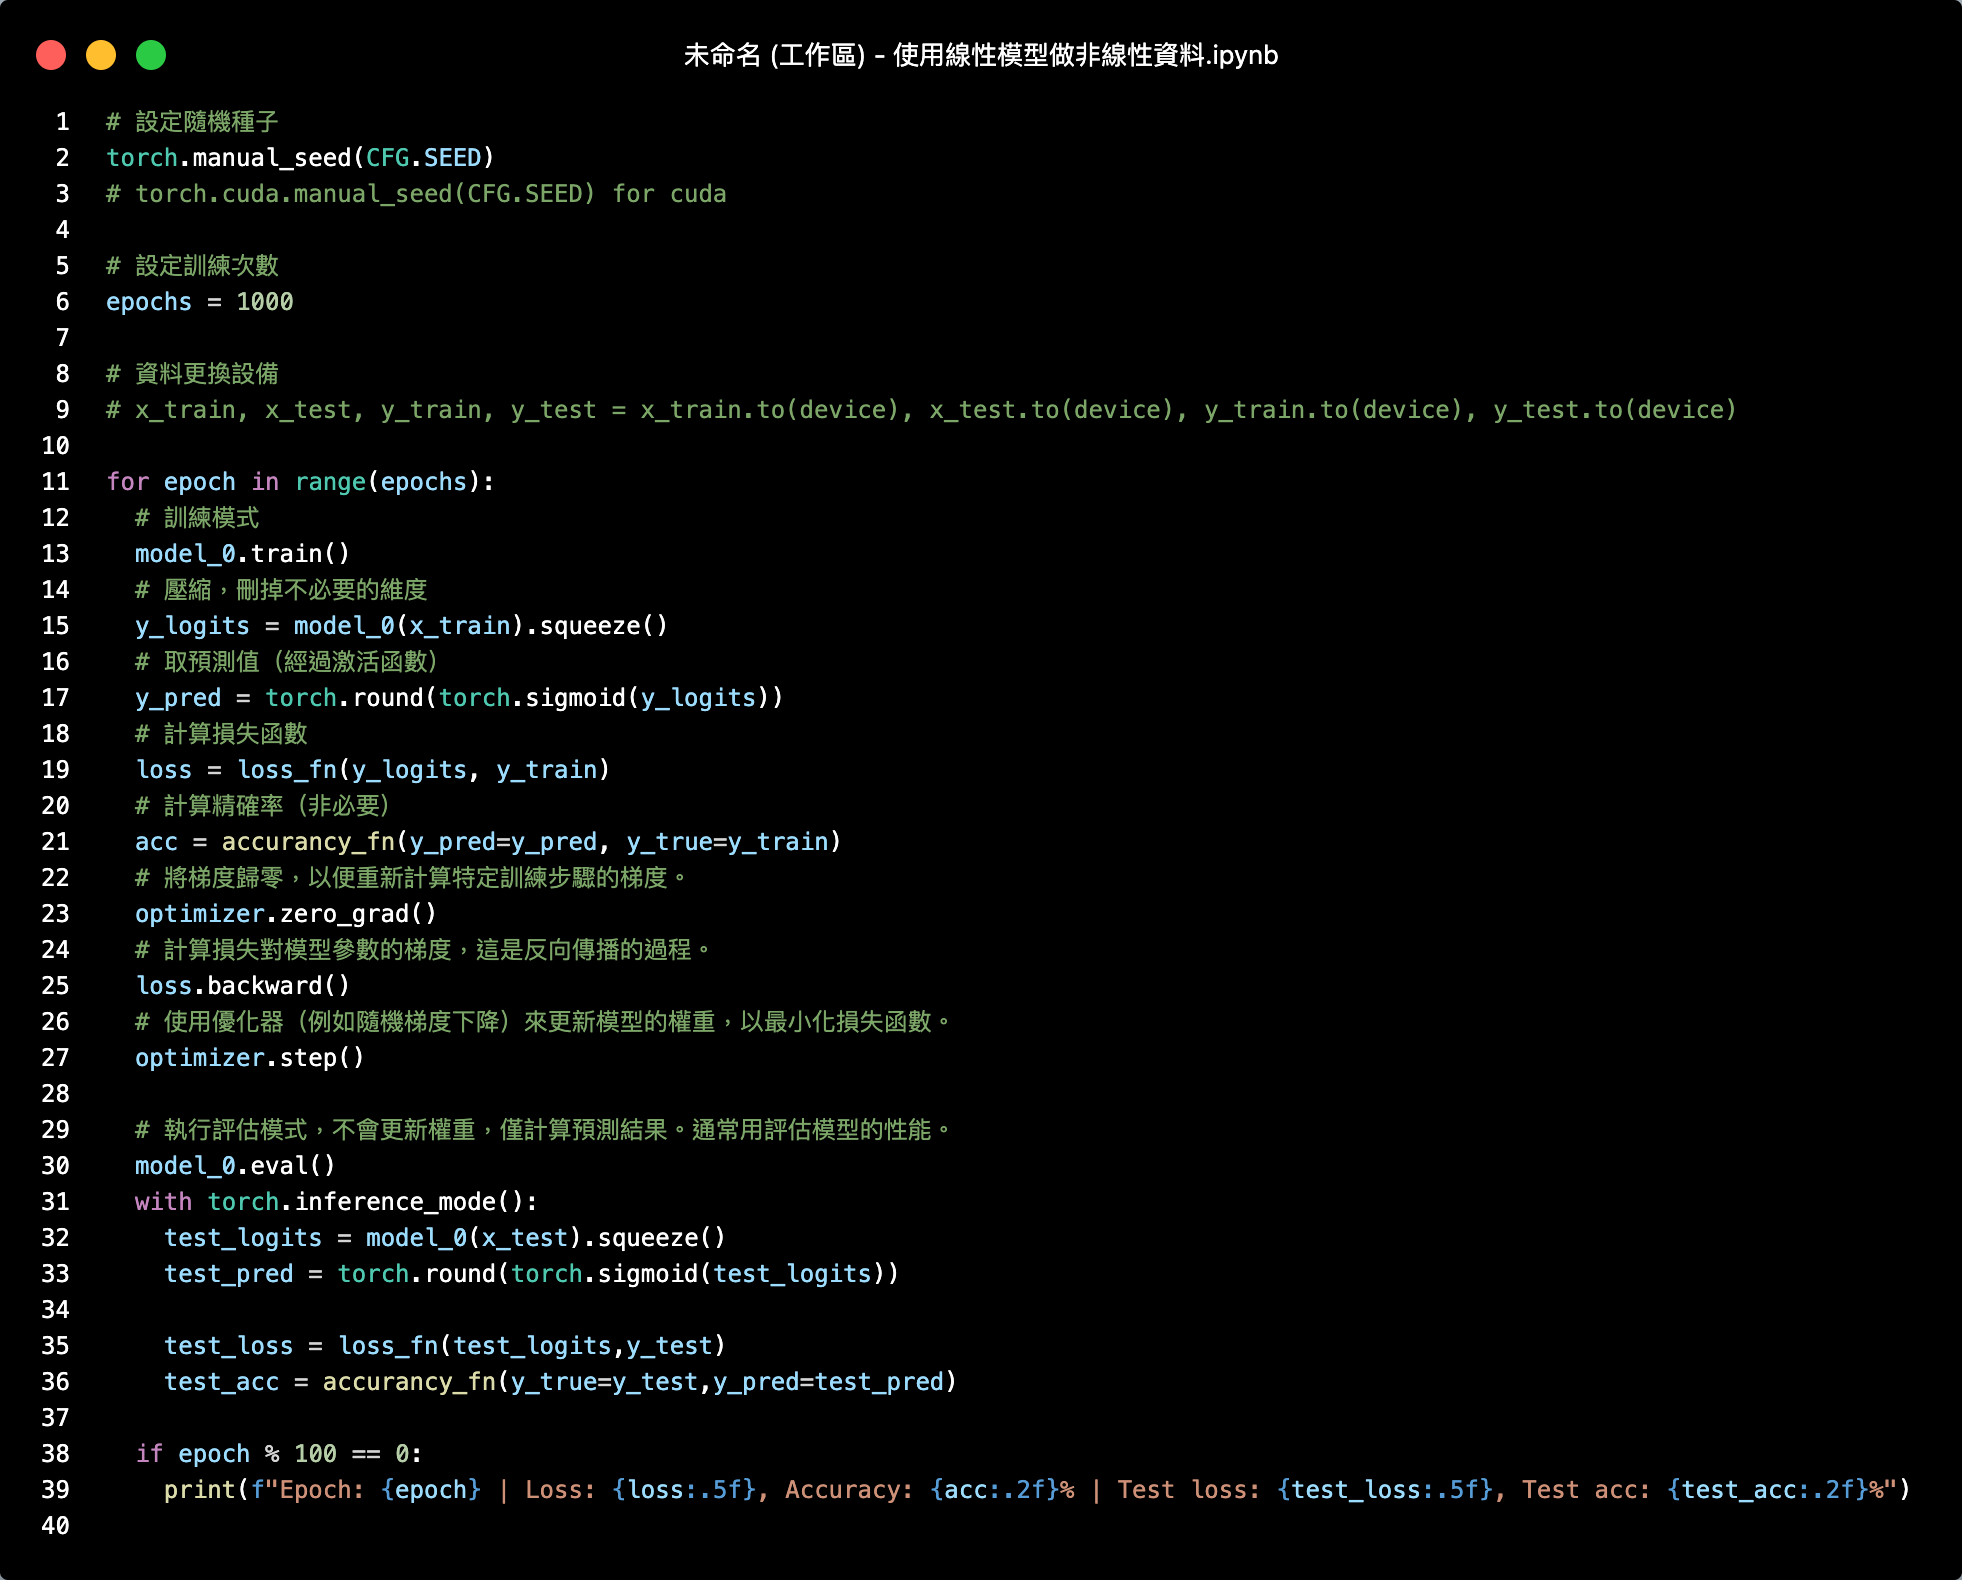 未命名 (工作區) - 使用線性模型做非線性資料.ipynb
1 # 設定隨機種子
2 torch.manual_seed(CFG.SEED)
3 # torch.cuda.manual_seed(CFG.SEED) for cuda
4
5 # 設定訓練次數
6 epochs = 1000
7
8 # 資料更換設備
9 # x_train, x_test, y_train, y_test = x_train.to(device), x_test.to(device), y_train.to(device), y_test.to(device)
10
11 for epoch in range(epochs):
12   # 訓練模式
13   model_0.train()
14   # 壓縮，刪掉不必要的維度
15   y_logits = model_0(x_train).squeeze()
16   # 取預測值（經過激活函數）
17   y_pred = torch.round(torch.sigmoid(y_logits))
18   # 計算損失函數
19   loss = loss_fn(y_logits, y_train)
20   # 計算精確率（非必要）
21   acc = accurancy_fn(y_pred=y_pred, y_true=y_train)
22   # 將梯度歸零，以便重新計算特定訓練步驟的梯度。
23   optimizer.zero_grad()
24   # 計算損失對模型參數的梯度，這是反向傳播的過程。
25   loss.backward()
26   # 使用優化器（例如隨機梯度下降）來更新模型的權重，以最小化損失函數。
27   optimizer.step()
28
29   # 執行評估模式，不會更新權重，僅計算預測結果。通常用評估模型的性能。
30   model_0.eval()
31   with torch.inference_mode():
32     test_logits = model_0(x_test).squeeze()
33     test_pred = torch.round(torch.sigmoid(test_logits))
34
35     test_loss = loss_fn(test_logits,y_test)
36     test_acc = accurancy_fn(y_true=y_test,y_pred=test_pred)
37
38   if epoch % 100 == 0:
39     print(f"Epoch: {epoch} | Loss: {loss:.5f}, Accuracy: {acc:.2f}% | Test loss: {test_loss:.5f}, Test acc: {test_acc:.2f}%")
40